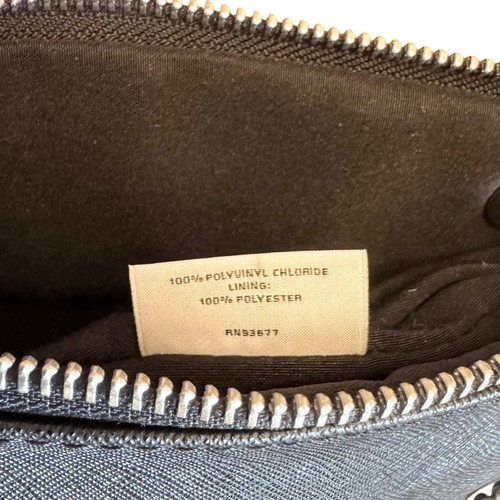 100% POLYVINYL CHLORIDE
LINING:
100% POLYESTER
RN93677